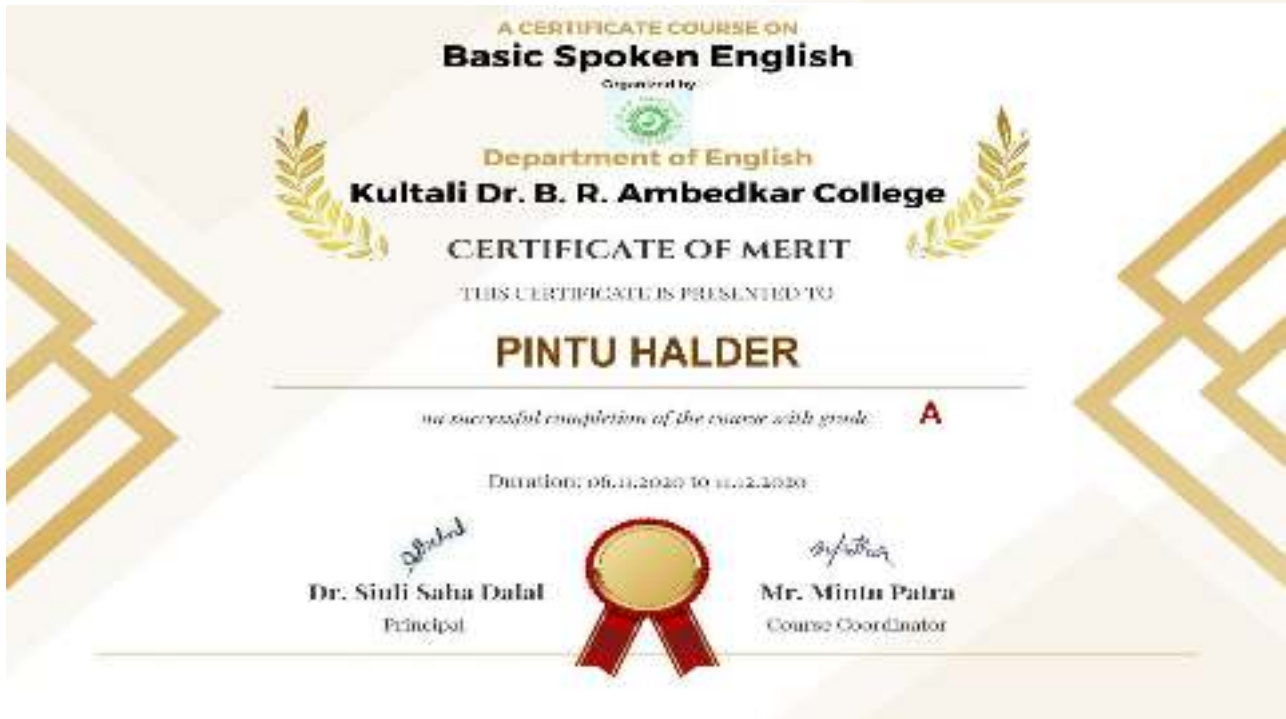 A CERTIFICATE COURSE ON
Basic Spoken English
Organized by
Department of English
Kultali Dr. B. R. Ambedkar College
CERTIFICATE OF MERIT
THIS CERTIFICATE IS PRESENTED TO
PINTU HALDER
on successful completion of the course with grade A
Duration: 06.11.2020 to 11.12.2020
Dr. Siuli Saha Dalal
Principal
Mr. Mintu Patra
Course Coordinator